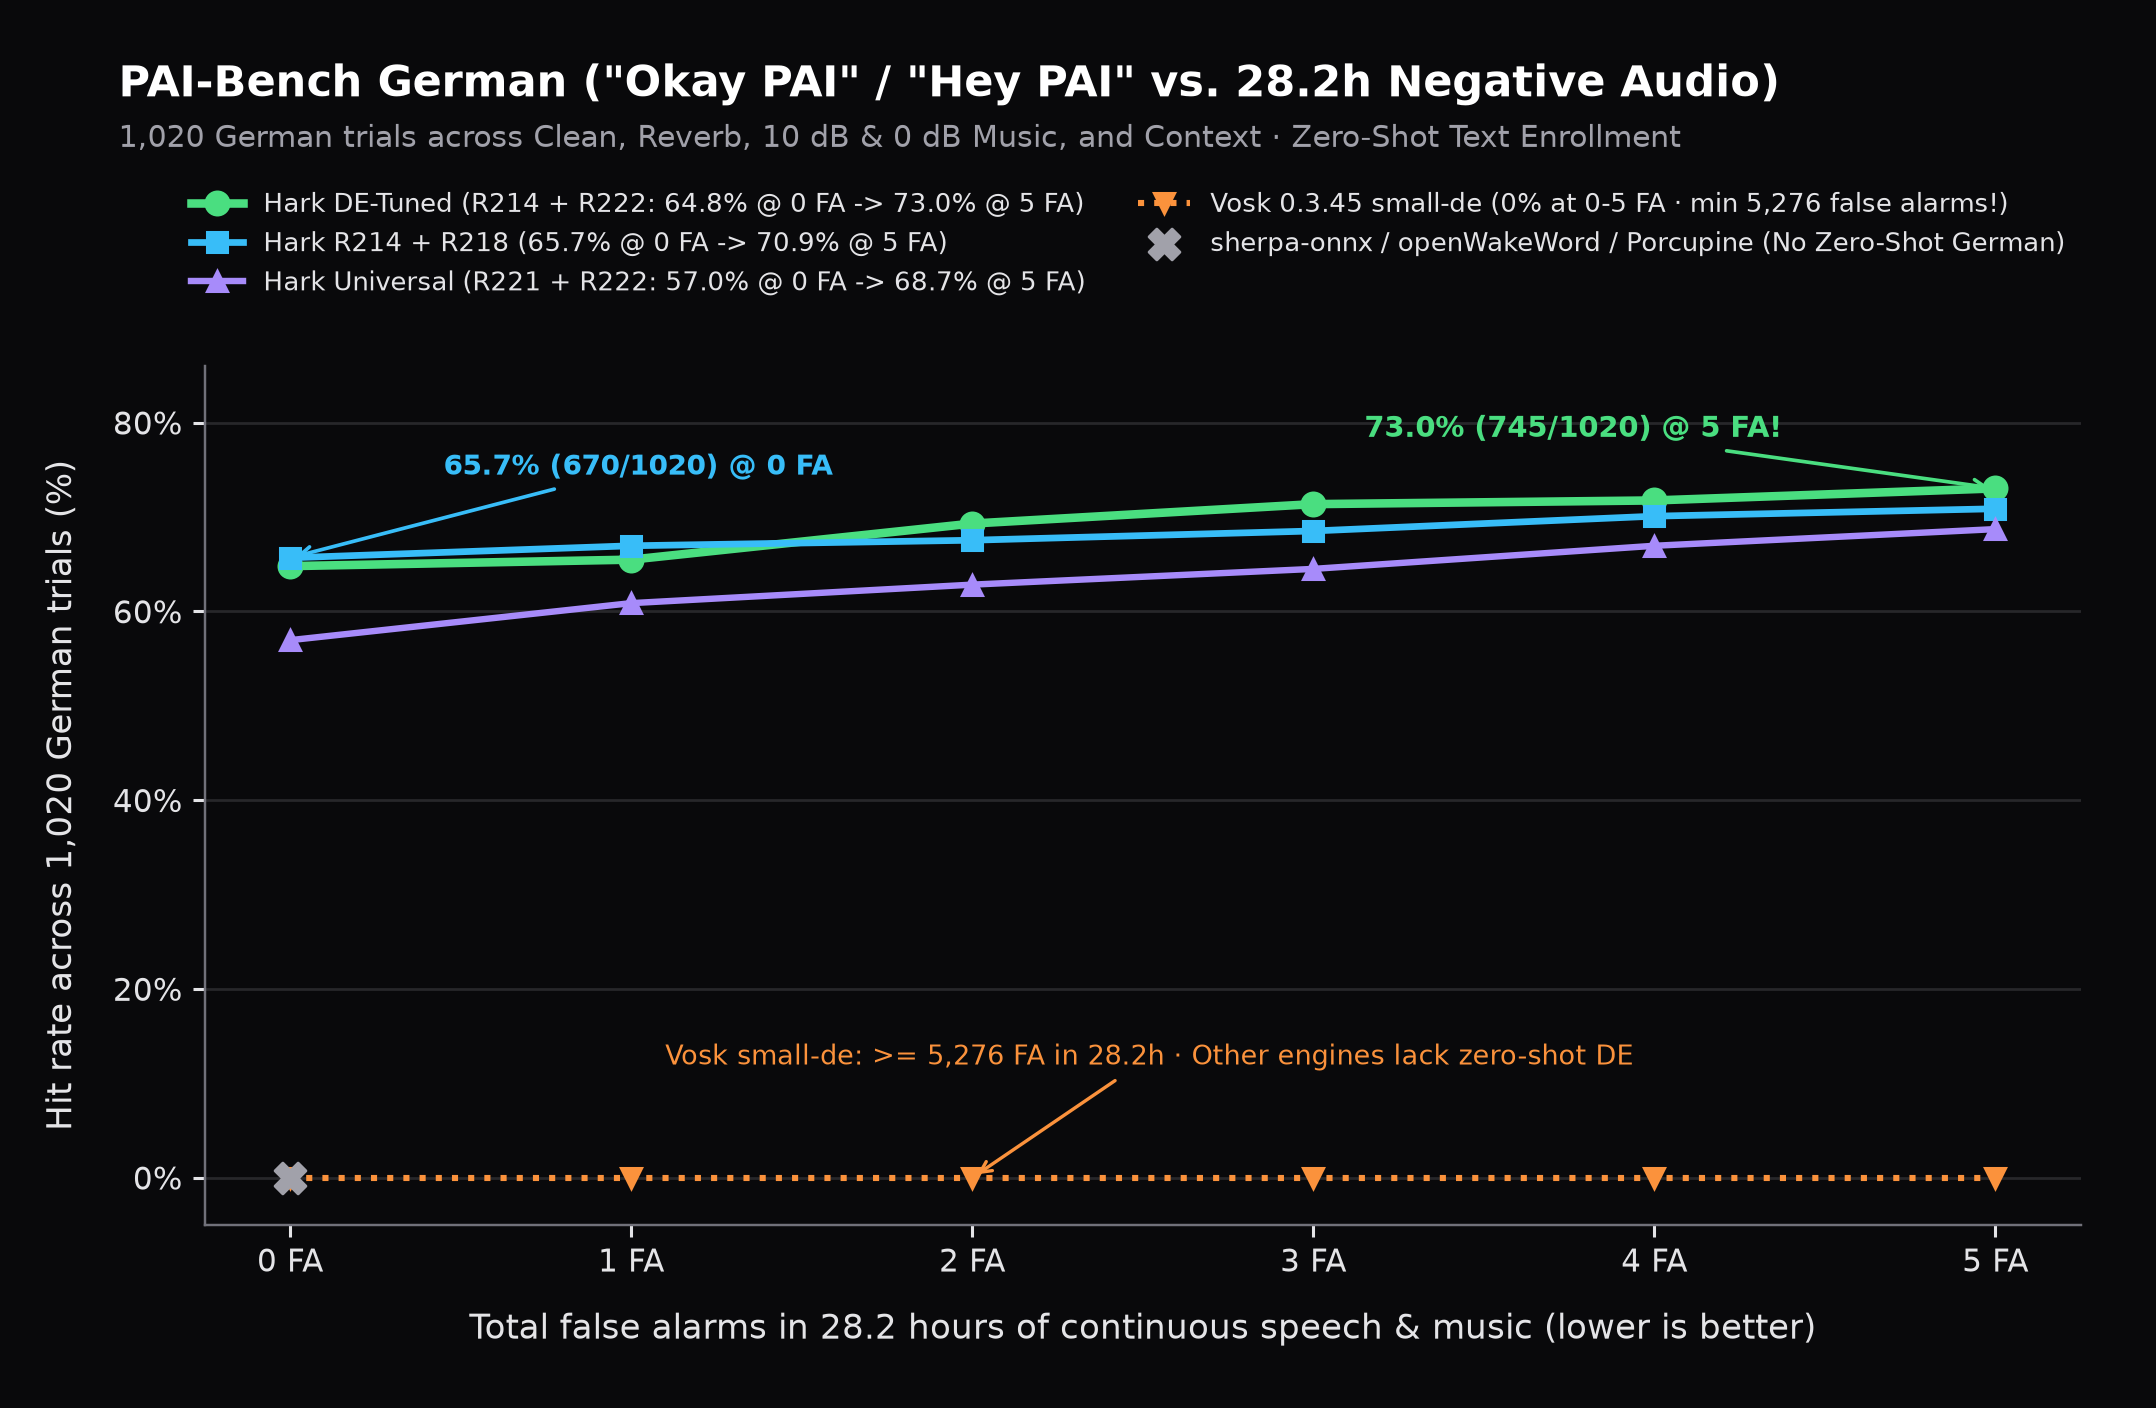 PAI-Bench German ("Okay PAI" / "Hey PAI" vs. 28.2h Negative Audio)
1,020 German trials across Clean, Reverb, 10 dB & 0 dB Music, and Context · Zero-Shot Text Enrollment
Hark DE-Tuned (R214 + R222: 64.8% @ 0 FA -> 73.0% @ 5 FA)
Hark R214 + R218 (65.7% @ 0 FA -> 70.9% @ 5 FA)
Hark Universal (R221 + R222: 57.0% @ 0 FA -> 68.7% @ 5 FA)
Vosk 0.3.45 small-de (0% at 0-5 FA · min 5,276 false alarms!)
sherpa-onnx / openWakeWord / Porcupine (No Zero-Shot German)
Hit rate across 1,020 German trials (%)
80%
60%
40%
20%
0%
73.0% (745/1020) @ 5 FA!
65.7% (670/1020) @ 0 FA
Vosk small-de: >= 5,276 FA in 28.2h · Other engines lack zero-shot DE
0 FA
1 FA
2 FA
3 FA
4 FA
5 FA
Total false alarms in 28.2 hours of continuous speech & music (lower is better)